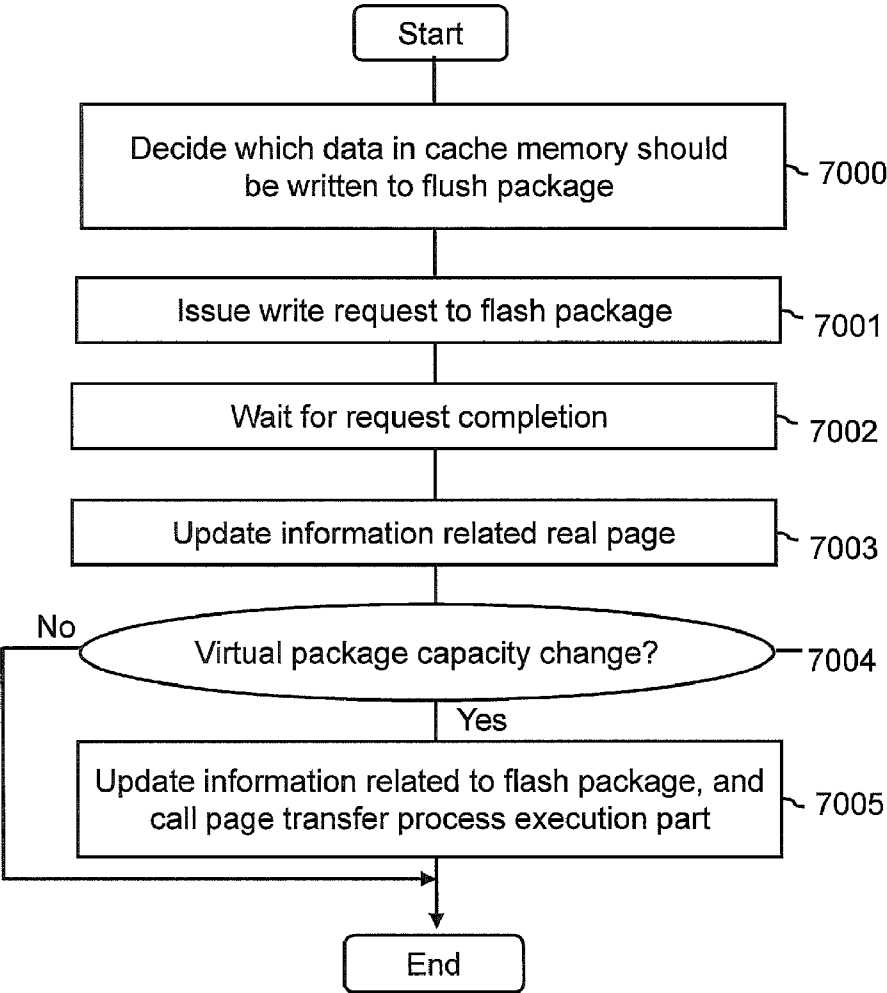 Start
Decide which data in cache memory should
be written to flush package
7000
Issue write request to flash package
7001
Wait for request completion
7002
Update information related real page
7003
No
Virtual package capacity change?
7004
Yes
Update information related to flash package, and
call page transfer process execution part
7005
End